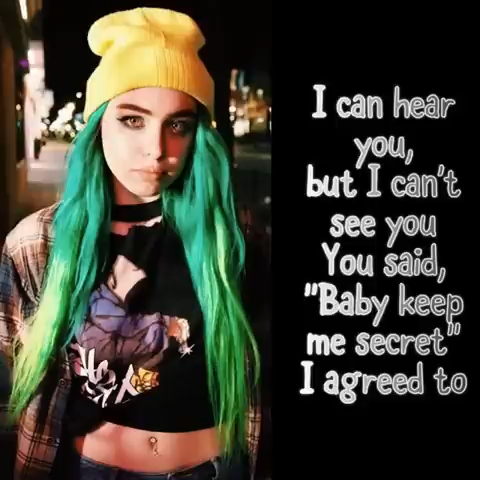 I can hear
you,
but I can't
see you
You said,
"Baby keep
me secret"
I agreed to